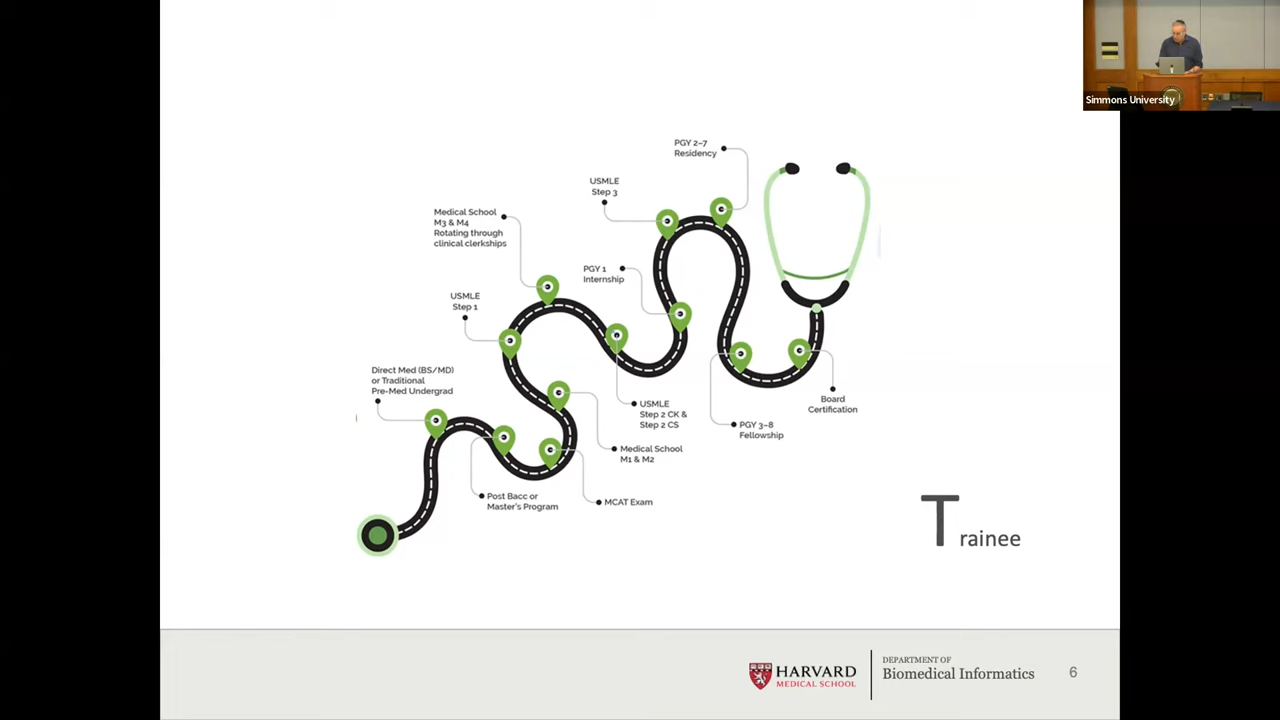 Simmons University
PGY 2–7
Residency
USMLE
Step 3
Medical School
M3 & M4
Rotating through
clinical clerkships
PGY 1
Internship
USMLE
Step 1
Direct Med (BS/MD)
or Traditional
Pre-Med Undergrad
USMLE
Step 2 CK &
Step 2 CS
Board
Certification
PGY 3–8
Fellowship
Medical School
M1 & M2
Post Bacc or
Master's Program
MCAT Exam
Trainee
HARVARD
MEDICAL SCHOOL
DEPARTMENT OF
Biomedical Informatics
6